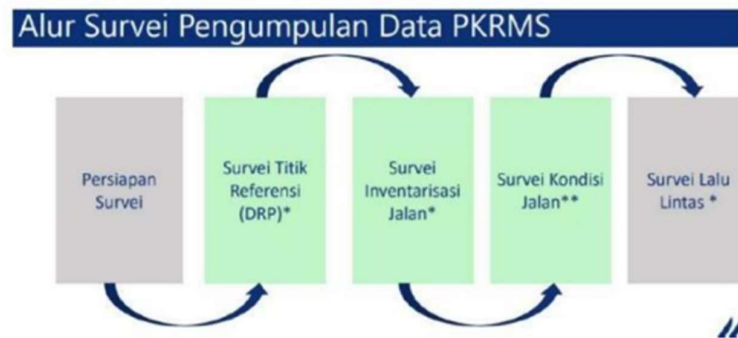 Alur Survei Pengumpulan Data PKRMS
Persiapan
Survei
Survei Titik
Referensi
(DRP)*
Survei
Inventarisasi
Jalan*
Survei Kondisi
Jalan**
Survei Lalu
Lintas *